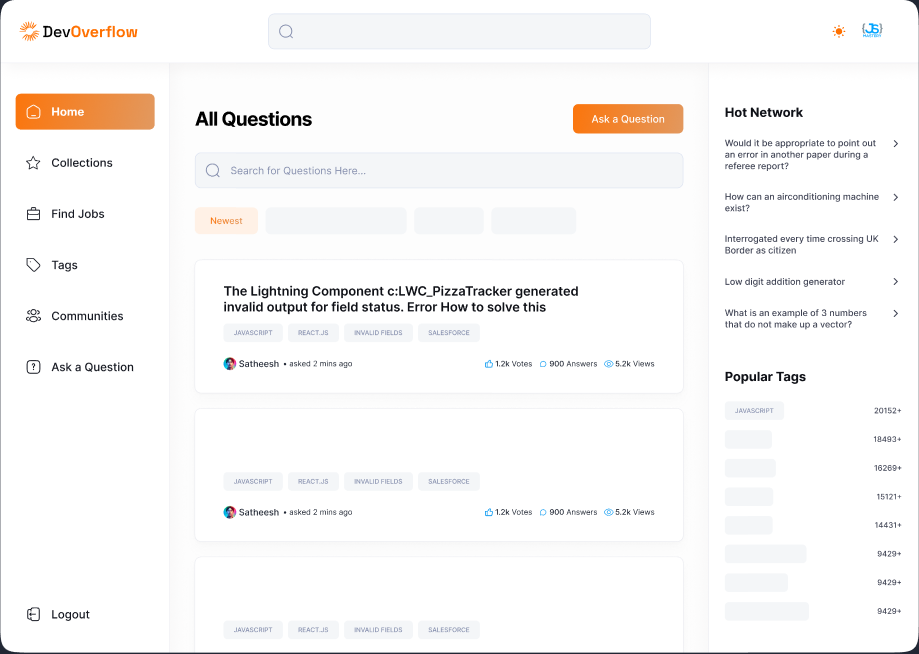 DevOverflow
JS
MASTERY
Home
Collections
Find Jobs
Tags
Communities
Ask a Question
Logout
All Questions
Ask a Question
Search for Questions Here...
Newest
The Lightning Component c:LWC_PizzaTracker generated
invalid output for field status. Error How to solve this
JAVASCRIPT REACT.JS INVALID FIELDS SALESFORCE
Satheesh • asked 2 mins ago 1.2k Votes 900 Answers 5.2k Views
JAVASCRIPT REACT.JS INVALID FIELDS SALESFORCE
Satheesh • asked 2 mins ago 1.2k Votes 900 Answers 5.2k Views
JAVASCRIPT REACT.JS INVALID FIELDS SALESFORCE
Hot Network
Would it be appropriate to point out
an error in another paper during a
referee report?
How can an airconditioning machine
exist?
Interrogated every time crossing UK
Border as citizen
Low digit addition generator
What is an example of 3 numbers
that do not make up a vector?
Popular Tags
JAVASCRIPT 20152+
18493+
16269+
15121+
14431+
9429+
9429+
9429+